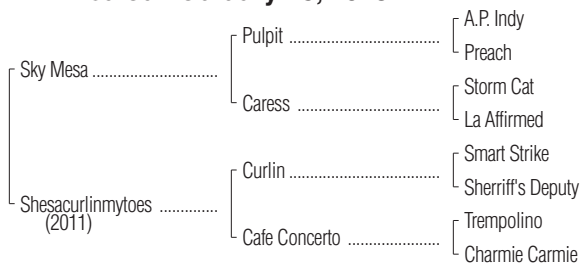 A.P. Indy
Pulpit
Preach
Sky Mesa
Storm Cat
Caress
La Affirmed
Smart Strike
Curlin
Sherriff's Deputy
Shesacurlinmytoes
(2011)
Trempolino
Cafe Concerto
Charmie Carmie